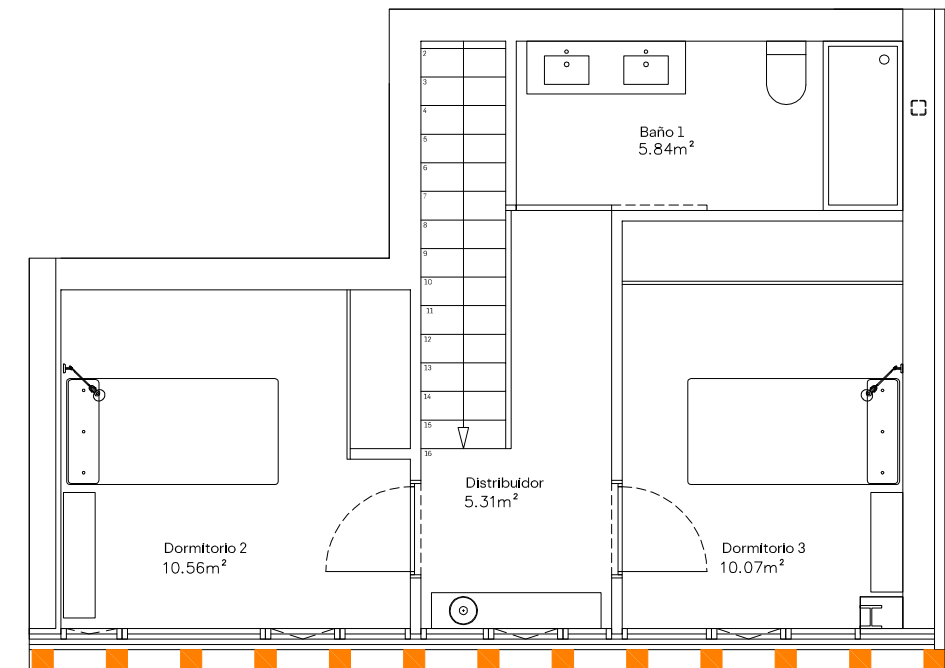 2
3
4
5
6
7
8
9
10
11
12
13
14
15
16
Baño 1
5.84m²
Distribuidor
5.31m²
Dormitorio 2
10.56m²
Dormitorio 3
10.07m²